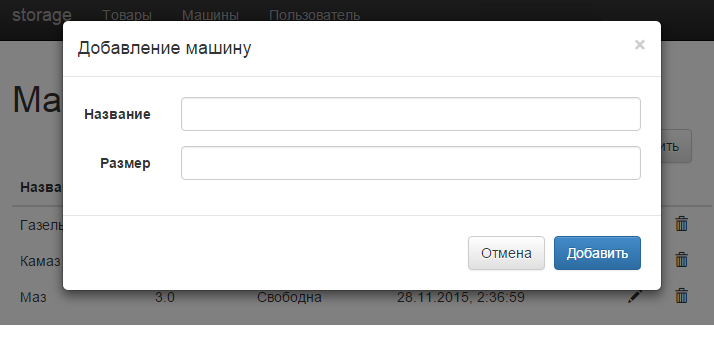 storage Товары Машины Пользователь
Добавление машину ×
Ма
Название
ить
Размер
Назва
Газель
Отмена Добавить
Камаз
Маз 3.0 Свободна 28.11.2015, 2:36:59